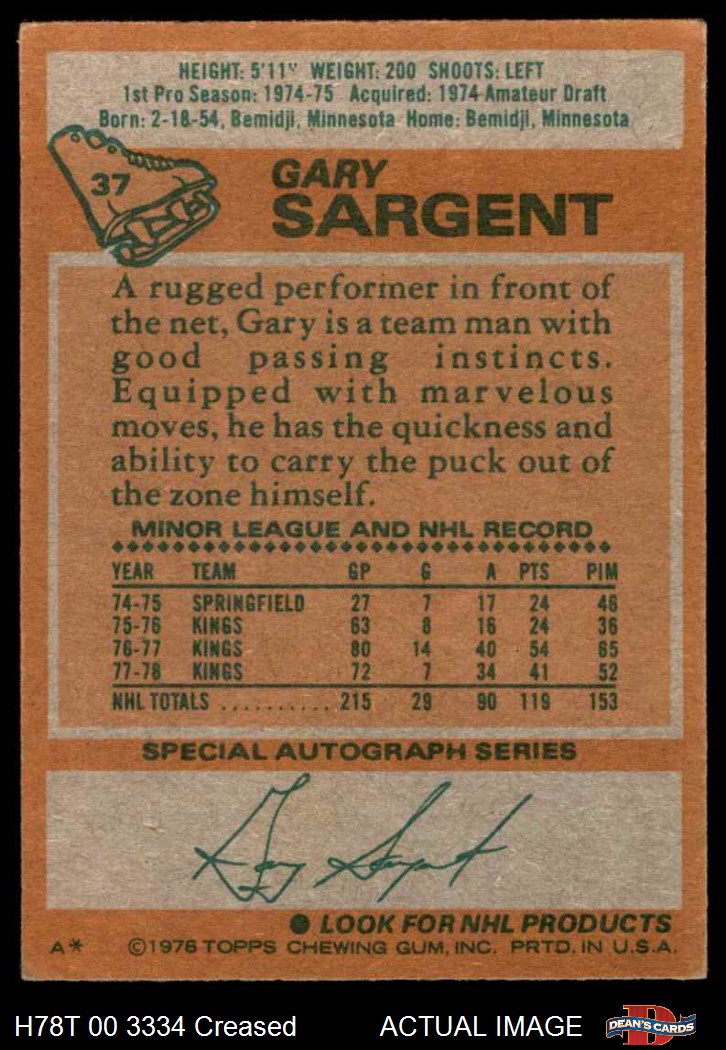 HEIGHT: 5'11" WEIGHT: 200 SHOOTS: LEFT
1st Pro Season: 1974-75 Acquired: 1974 Amateur Draft
Born: 2-18-54, Bemidji, Minnesota Home: Bemidji, Minnesota
37
GARY
SARGENT
A rugged performer in front of
the net, Gary is a team man with
good passing instincts.
Equipped with marvelous
moves, he has the quickness and
ability to carry the puck out of
the zone himself.
MINOR LEAGUE AND NHL RECORD
YEAR TEAM GP G A PTS PIM
74-75 SPRINGFIELD 27 7 17 24 46
75-76 KINGS 63 8 16 24 36
76-77 KINGS 80 14 40 54 65
77-78 KINGS 72 7 34 41 52
NHL TOTALS .......... 215 29 90 119 153
SPECIAL AUTOGRAPH SERIES
Gary Sargent
● LOOK FOR NHL PRODUCTS
A* ©1978 TOPPS CHEWING GUM, INC. PRTD. IN U.S.A.
H78T 00 3334 Creased ACTUAL IMAGE
D
DEAN'S CARDS